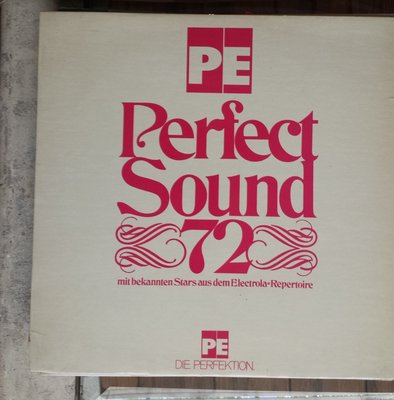 PE
Perfect
Sound
72
mit bekannten Stars aus dem Electrola-Repertoire
PE
DIE PERFEKTION.